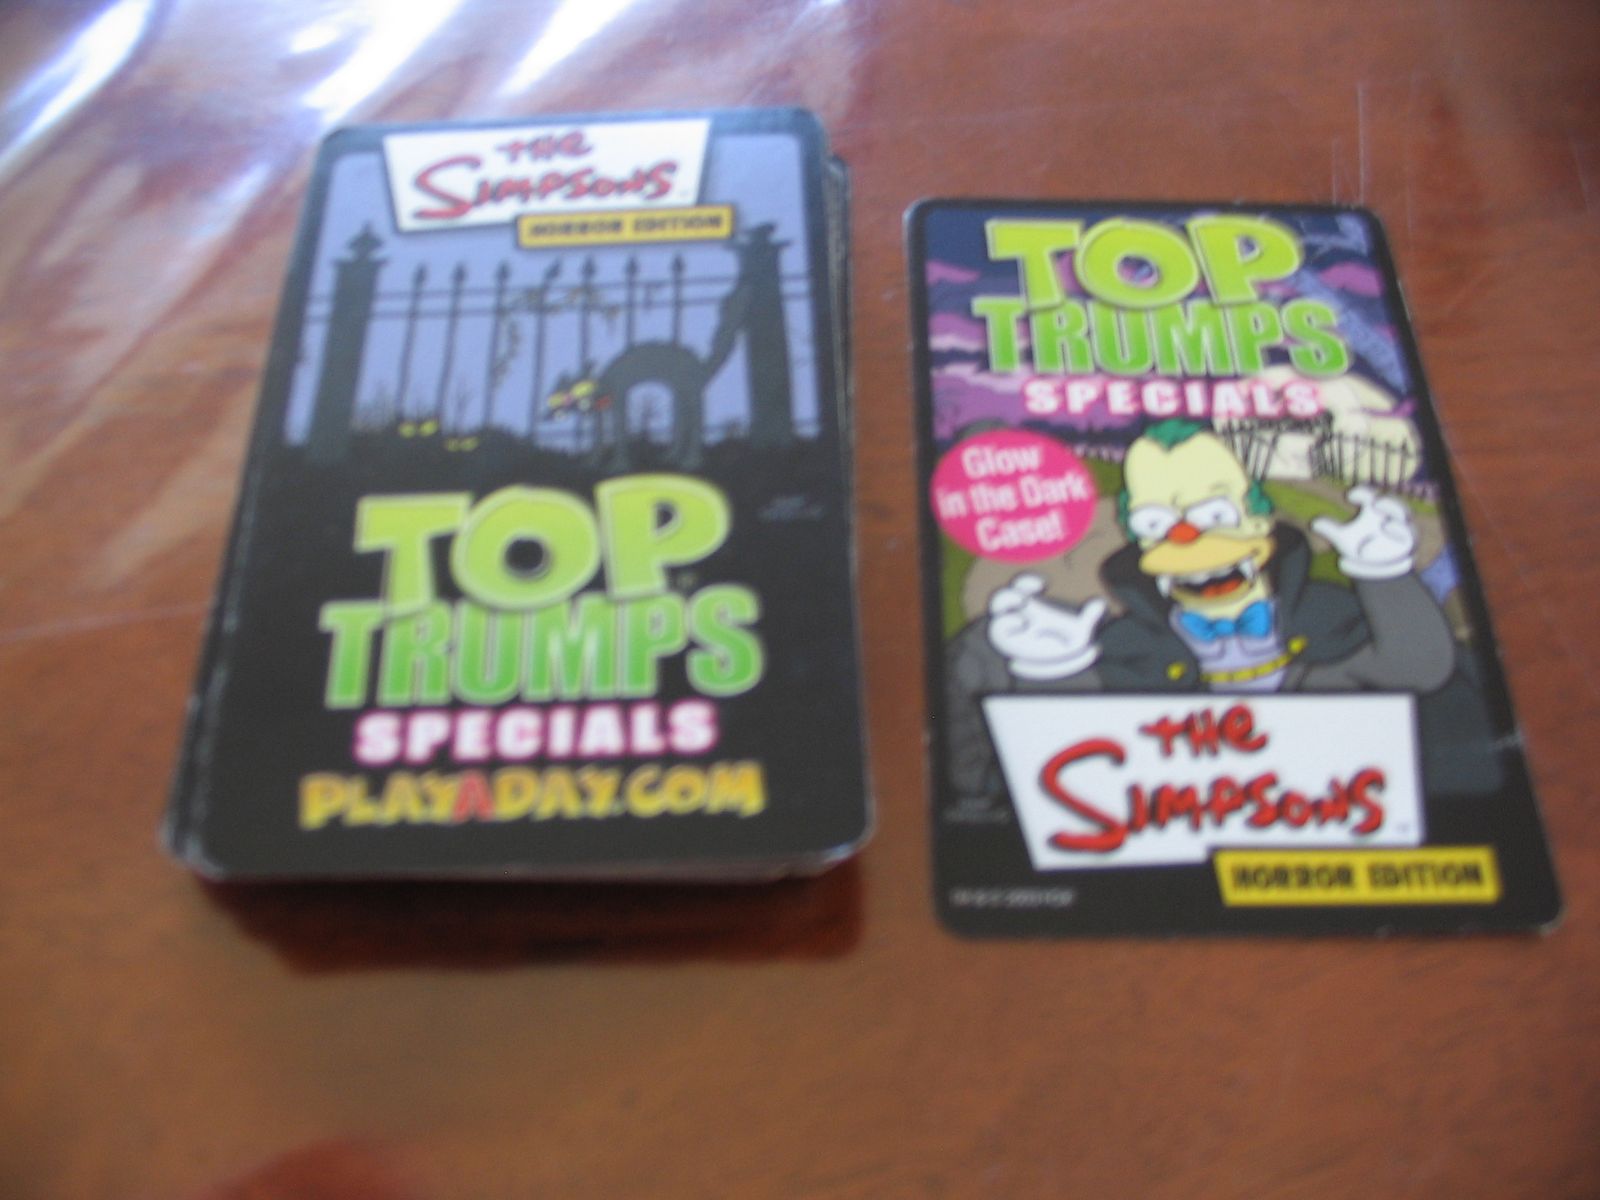 THE
SIMPSONS
HORROR EDITION
TOP
TRUMPS
SPECIALS
PLAYADAY.COM
TOP
TRUMPS
SPECIALS
Glow
in the Dark
Case!
THE
SIMPSONS
HORROR EDITION